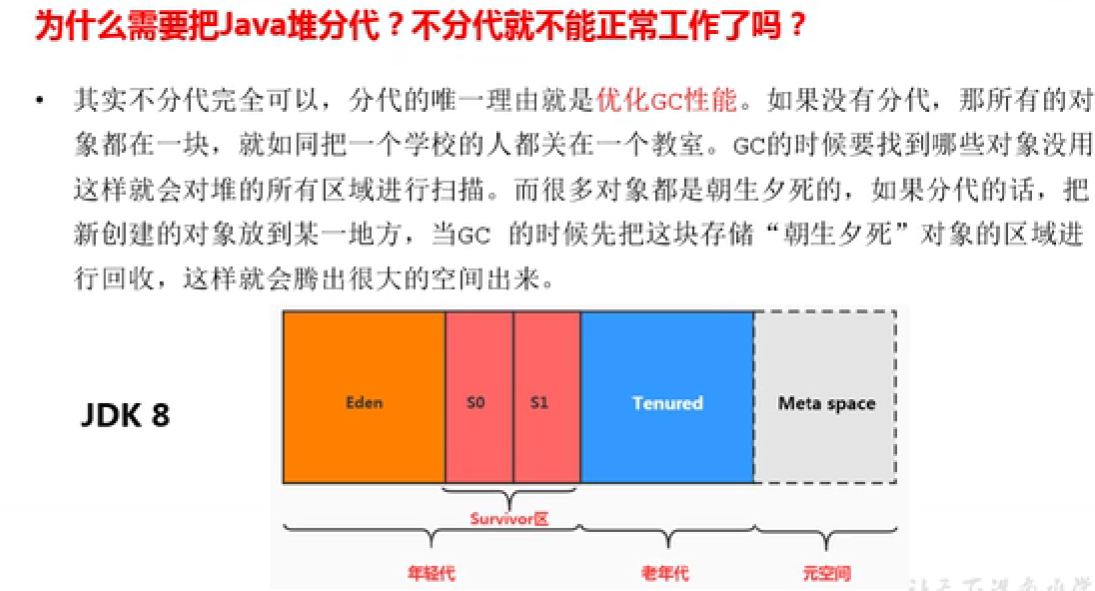 为什么需要把Java堆分代？不分代就不能正常工作了吗？
• 其实不分代完全可以，分代的唯一理由就是优化GC性能。如果没有分代，那所有的对
象都在一块，就如同把一个学校的人都关在一个教室。GC的时候要找到哪些对象没用
这样就会对堆的所有区域进行扫描。而很多对象都是朝生夕死的，如果分代的话，把
新创建的对象放到某一地方，当GC 的时候先把这块存储“朝生夕死”对象的区域进
行回收，这样就会腾出很大的空间出来。
JDK 8
Eden
S0
S1
Tenured
Meta space
Survivor区
年轻代
老年代
元空间